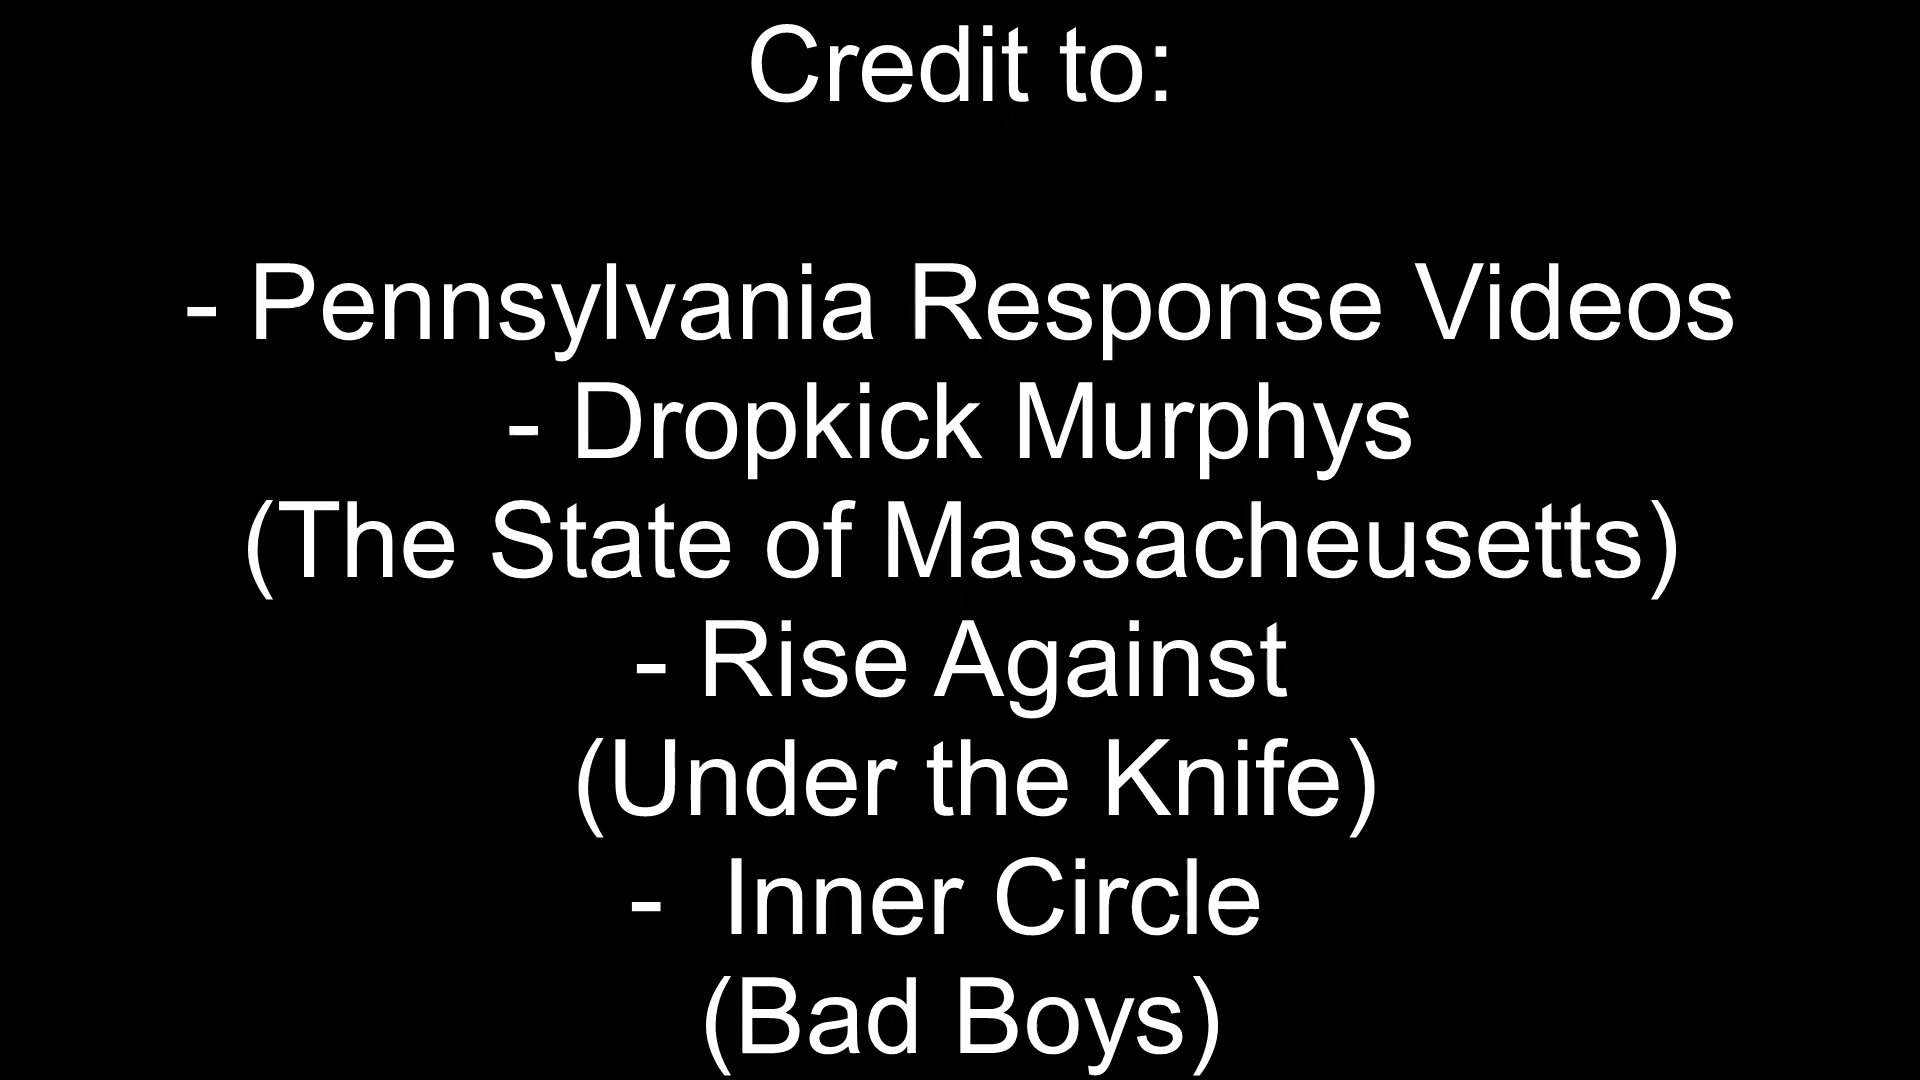 Credit to:
- Pennsylvania Response Videos
- Dropkick Murphys
(The State of Massacheusetts)
- Rise Against
(Under the Knife)
-  Inner Circle
(Bad Boys)